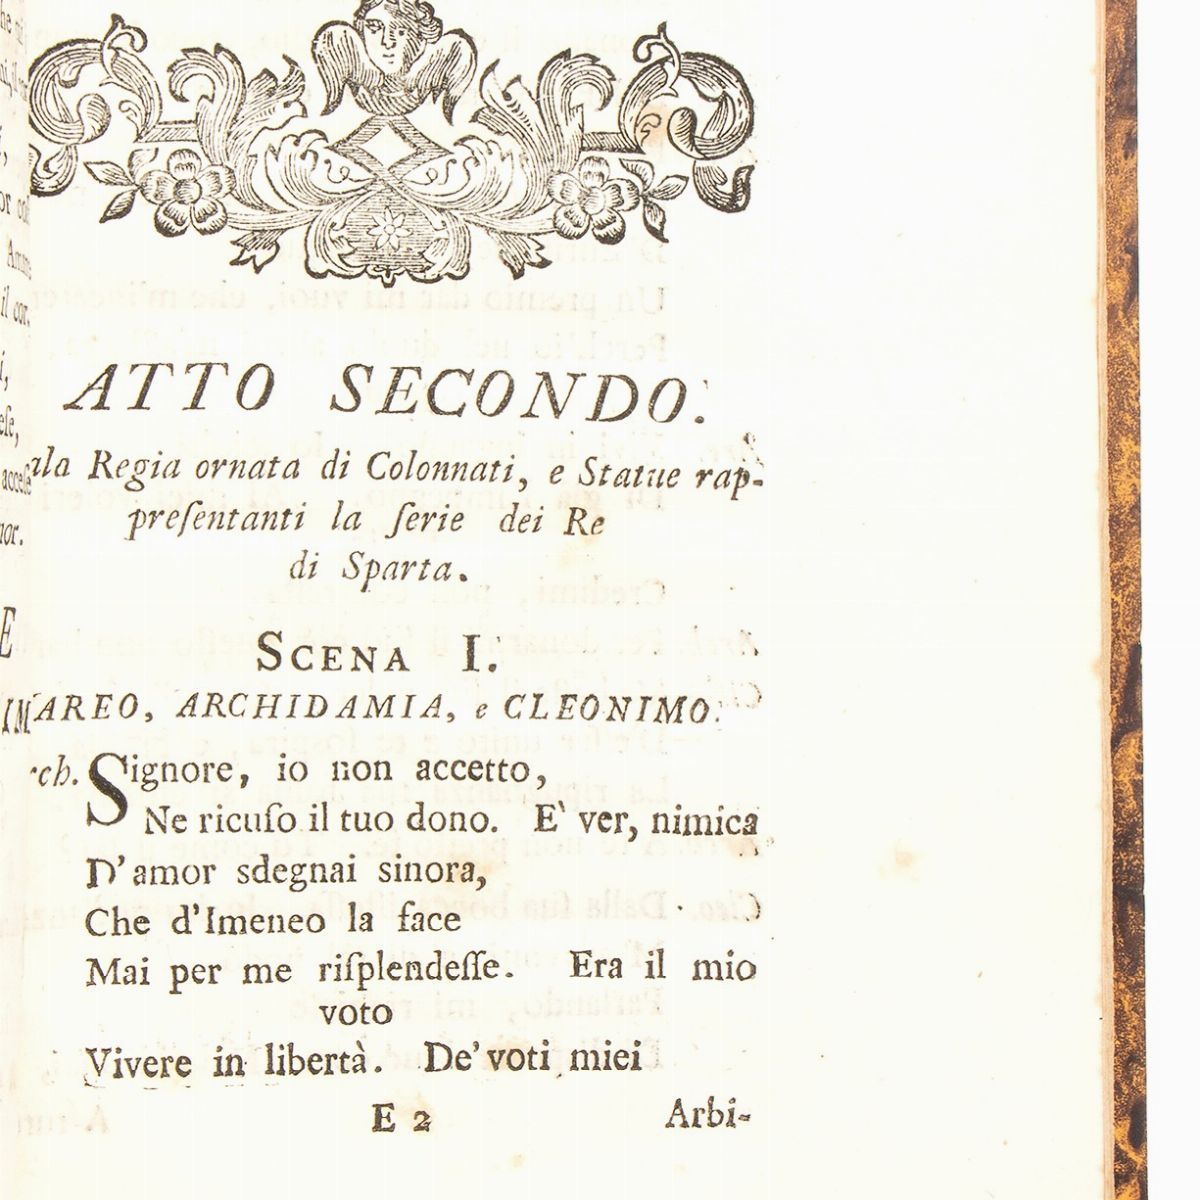 ATTO SECONDO.
ala Regia ornata di Colonnati, e Statue rap-
preſentanti la ſerie dei Re
di Sparta.
SCENA I.
AREO, ARCHIDAMIA, e CLEONIMO.
rch. Signore, io non accetto,
Ne ricuſo il tuo dono. E' ver, nimica
D'amor sdegnai sinora,
Che d'Imeneo la face
Mai per me riſplendeſſe. Era il mio
voto
Vivere in libertà. De' voti miei
E 2 Arbi-